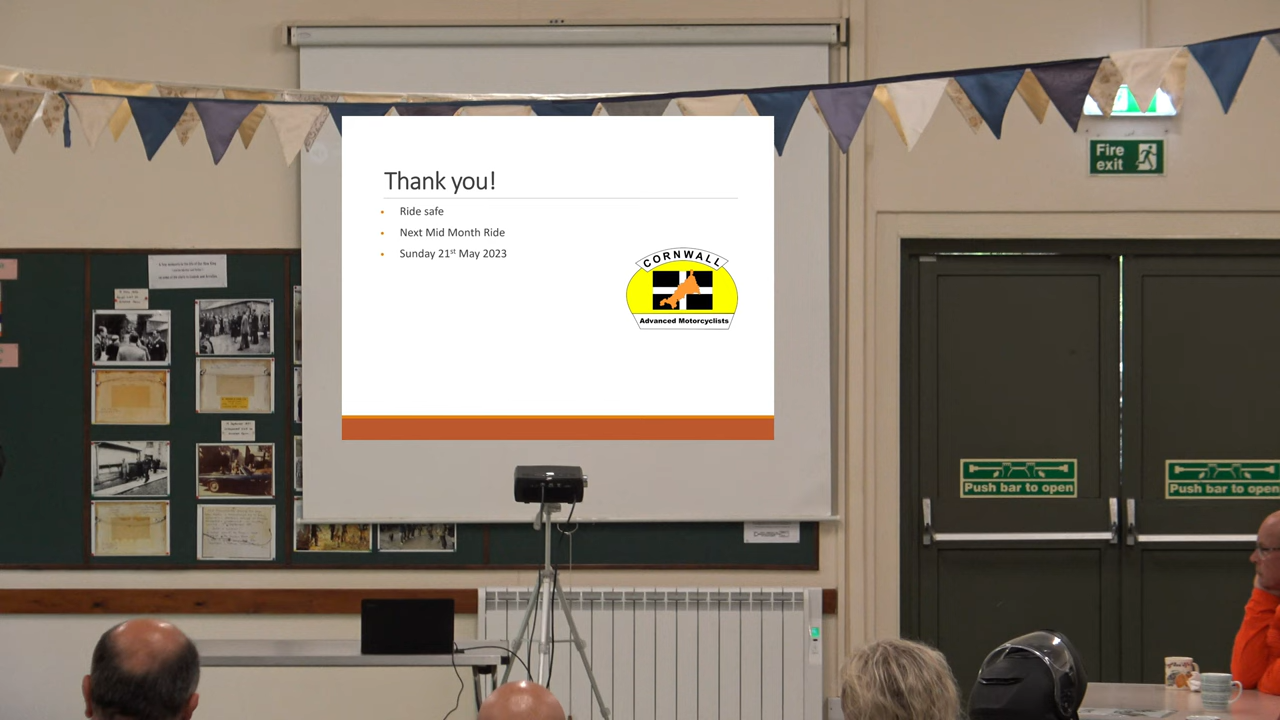 Fire
exit
Thank you!
Ride safe
Next Mid Month Ride
Sunday 21st May 2023
CORNWALL
Advanced Motorcyclists
Push bar to open
Push bar to open